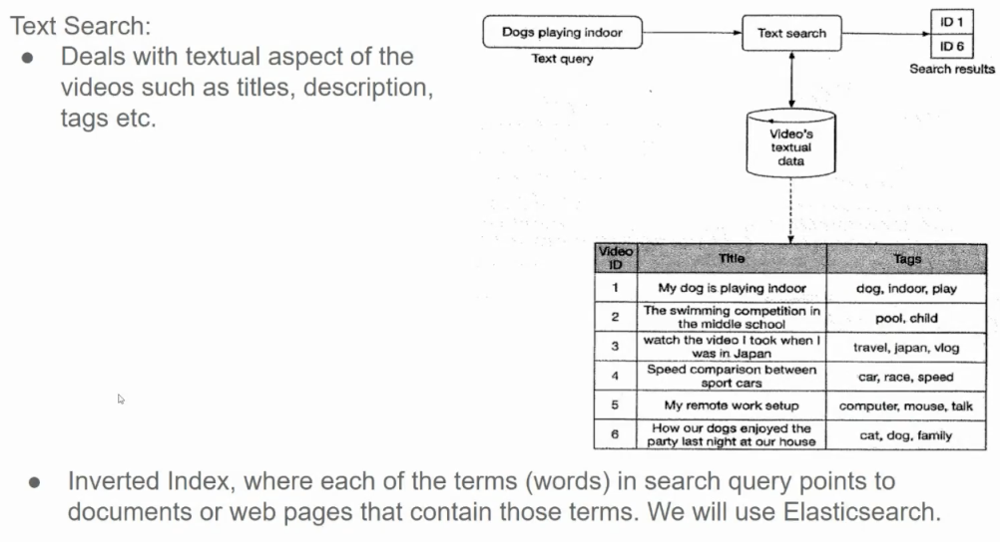 Text Search:
● Deals with textual aspect of the
videos such as titles, description,
tags etc.
Dogs playing indoor
Text query
Text search
ID 1
ID 6
Search results
Video's
textual
data
Video
ID
Title
Tags
1
My dog is playing indoor
dog, indoor, play
2
The swimming competition in
the middle school
pool, child
3
watch the video I took when I
was in Japan
travel, japan, vlog
4
Speed comparison between
sport cars
car, race, speed
5
My remote work setup
computer, mouse, talk
6
How our dogs enjoyed the
party last night at our house
cat, dog, family
● Inverted Index, where each of the terms (words) in search query points to
documents or web pages that contain those terms. We will use Elasticsearch.